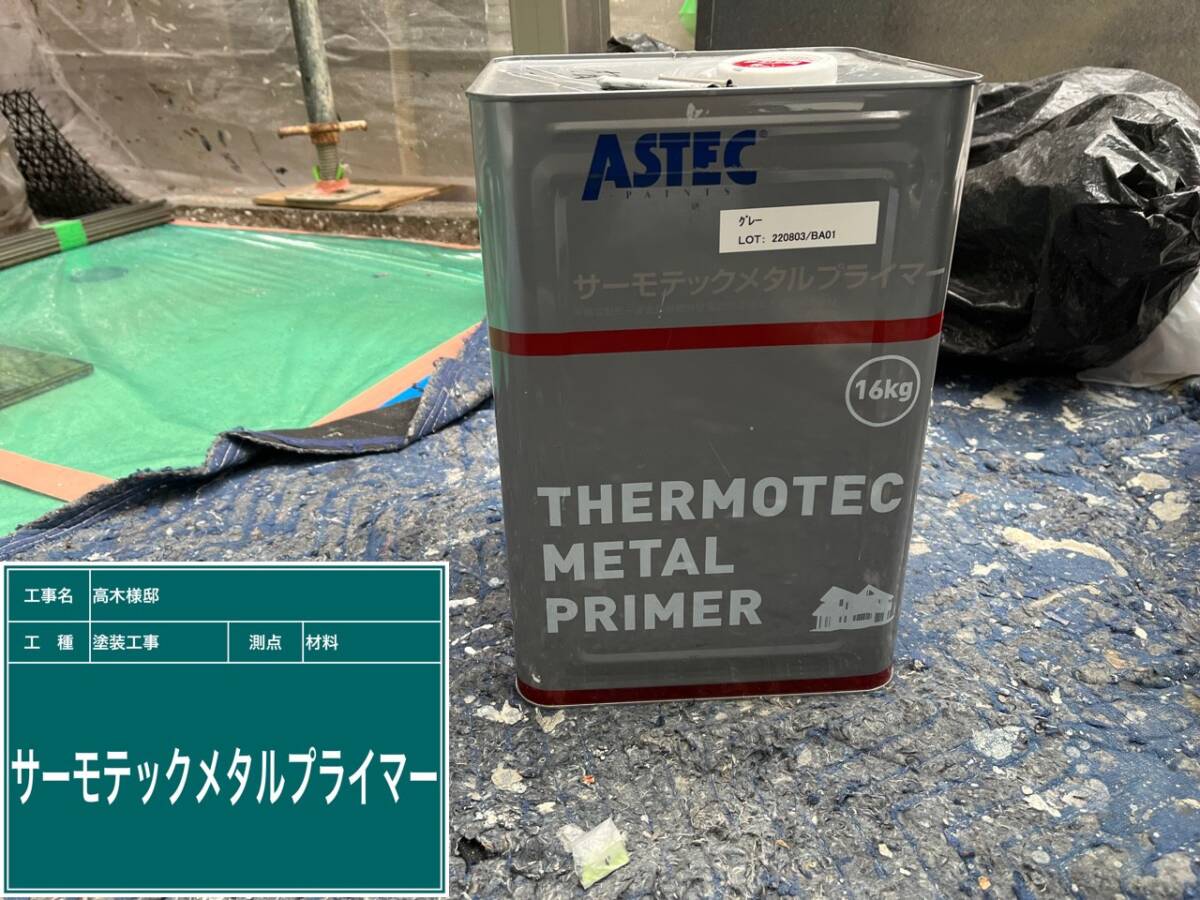 ASTEC®
PAINTS
グレー
LOT: 220803/BA01
サーモテックメタルプライマー
16kg
THERMOTEC
METAL
PRIMER
工事名 高木様邸
工 種 塗装工事 測点 材料
サーモテックメタルプライマー